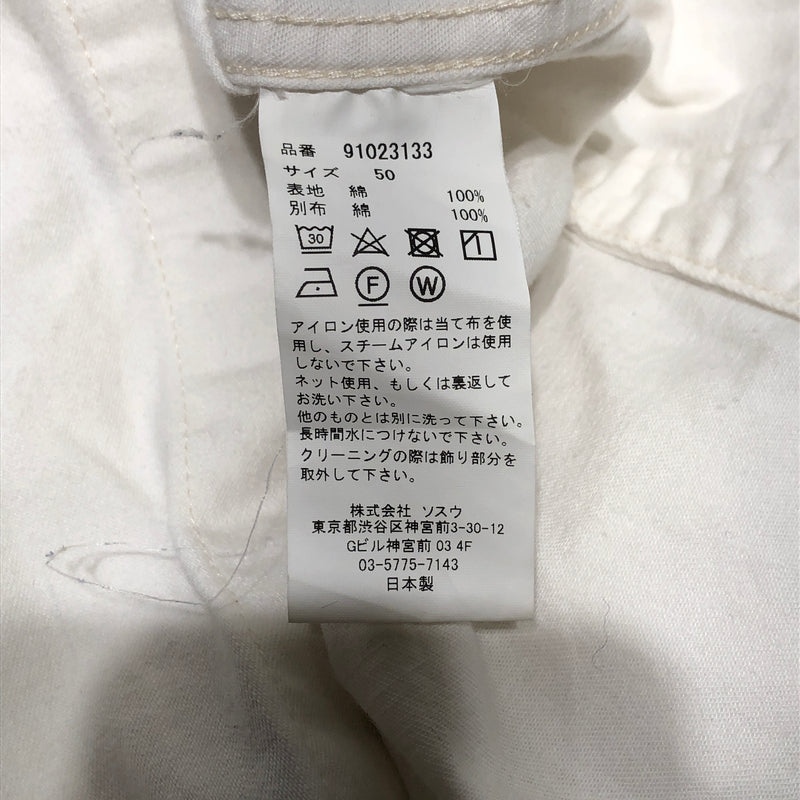 品番 91023133
サイズ 50
表地 綿 100%
別布 綿 100%
30
F W
アイロン使用の際は当て布を使
用し、スチームアイロンは使用
しないで下さい。
ネット使用、もしくは裏返して
お洗い下さい。
他のものとは別に洗って下さい。
長時間水につけないで下さい。
クリーニングの際は飾り部分を
取外して下さい。
株式会社 ソスウ
東京都渋谷区神宮前3-30-12
Gビル神宮前 03 4F
03-5775-7143
日本製